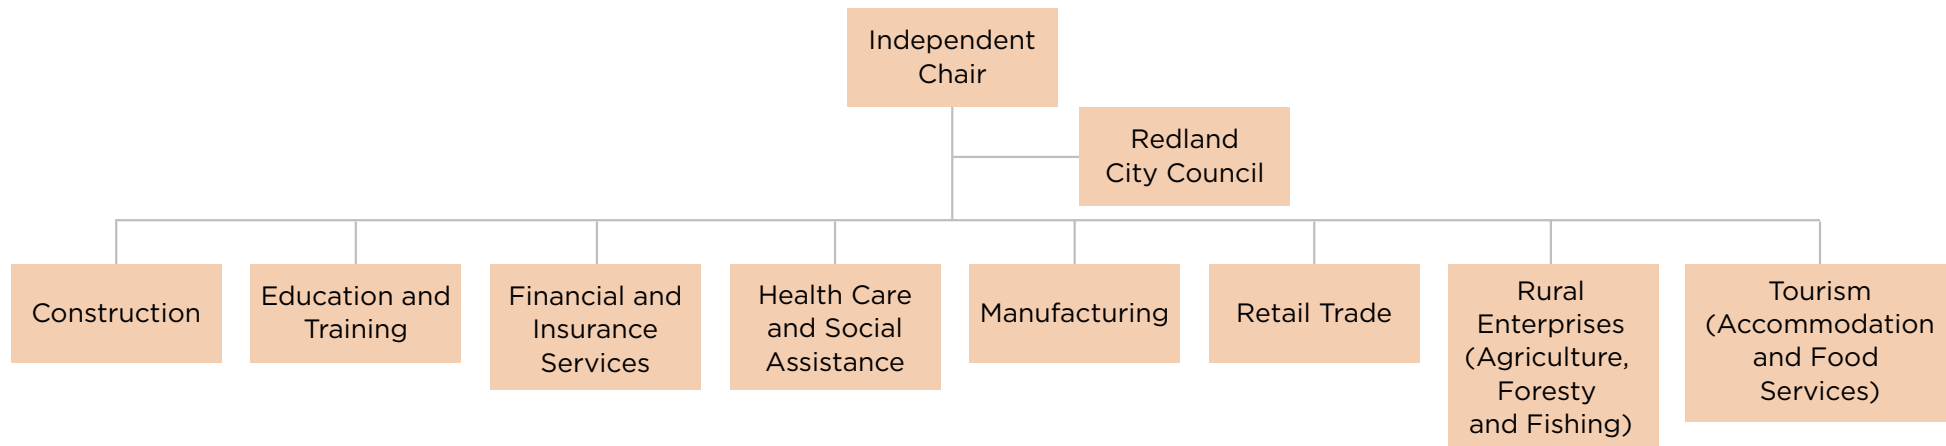 Independent
Chair
Redland
City Council
Construction
Education and
Training
Financial and
Insurance
Services
Health Care
and Social
Assistance
Manufacturing
Retail Trade
Rural
Enterprises
(Agriculture,
Foresty
and Fishing)
Tourism
(Accommodation
and Food
Services)